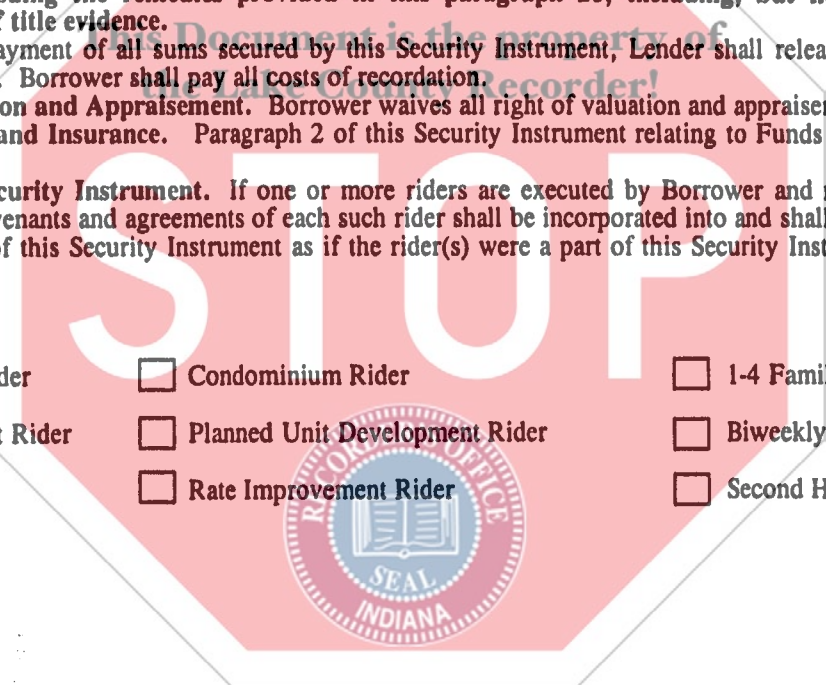 f title evidence.
This Document is the property of
ayment of all sums secured by this Security Instrument, Lender shall relea
. Borrower shall pay all costs of recordation.
the Lake County Recorder!
on and Appraisement. Borrower waives all right of valuation and appraise
and Insurance. Paragraph 2 of this Security Instrument relating to Funds
STOP
curity Instrument. If one or more riders are executed by Borrower and
venants and agreements of each such rider shall be incorporated into and shall
of this Security Instrument as if the rider(s) were a part of this Security Inst
der Condominium Rider 1-4 Famil
t Rider Planned Unit Development Rider Biweekly
Rate Improvement Rider Second H
RECORDER'S OFFICE
SEAL
INDIANA